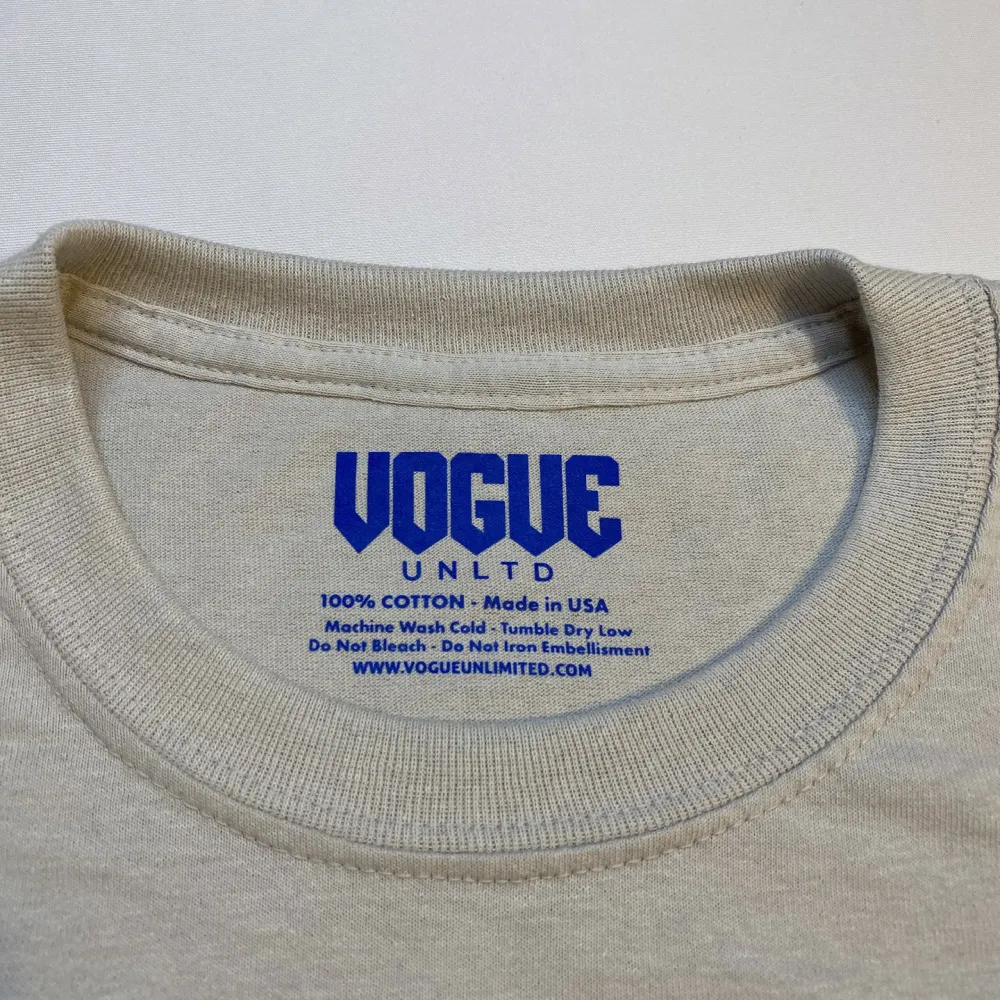 VOGUE
UNLTD
100% COTTON - Made in USA
Machine Wash Cold - Tumble Dry Low
Do Not Bleach - Do Not Iron Embellisment
WWW.VOGUEUNLIMITED.COM